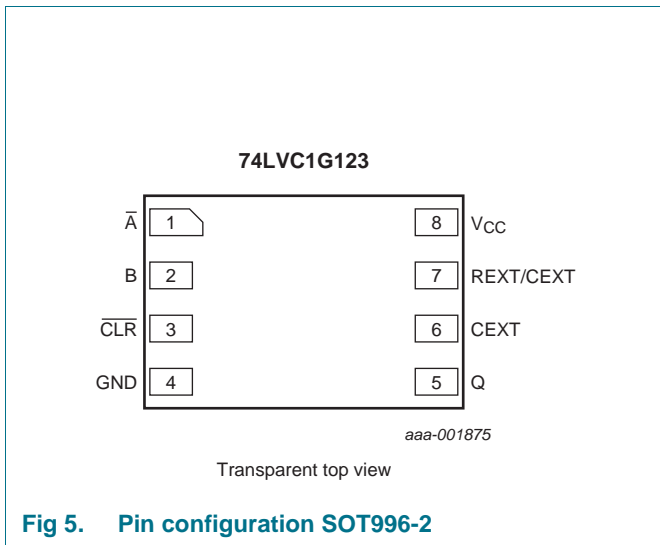 74LVC1G123
A̅ 1 8 VCC
B 2 7 REXT/CEXT
C̅L̅R̅ 3 6 CEXT
GND 4 5 Q
aaa-001875
Transparent top view
Fig 5. Pin configuration SOT996-2